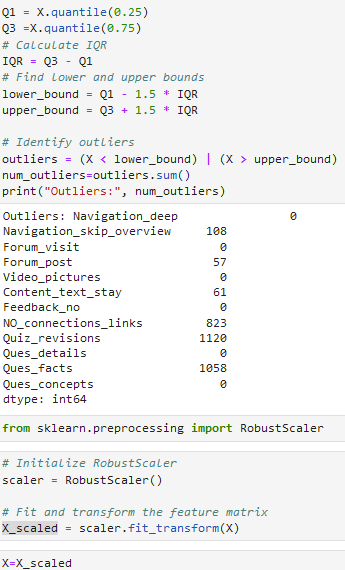 Q1 = X.quantile(0.25)
Q3 =X.quantile(0.75)
# Calculate IQR
IQR = Q3 - Q1
# Find lower and upper bounds
lower_bound = Q1 - 1.5 * IQR
upper_bound = Q3 + 1.5 * IQR
# Identify outliers
outliers = (X < lower_bound) | (X > upper_bound)
num_outliers=outliers.sum()
print("Outliers:", num_outliers)
Outliers: Navigation_deep 0
Navigation_skip_overview 108
Forum_visit 0
Forum_post 57
Video_pictures 0
Content_text_stay 61
Feedback_no 0
NO_connections_links 823
Quiz_revisions 1120
Ques_details 0
Ques_facts 1058
Ques_concepts 0
dtype: int64
from sklearn.preprocessing import RobustScaler
# Initialize RobustScaler
scaler = RobustScaler()
# Fit and transform the feature matrix
X_scaled = scaler.fit_transform(X)
X=X_scaled